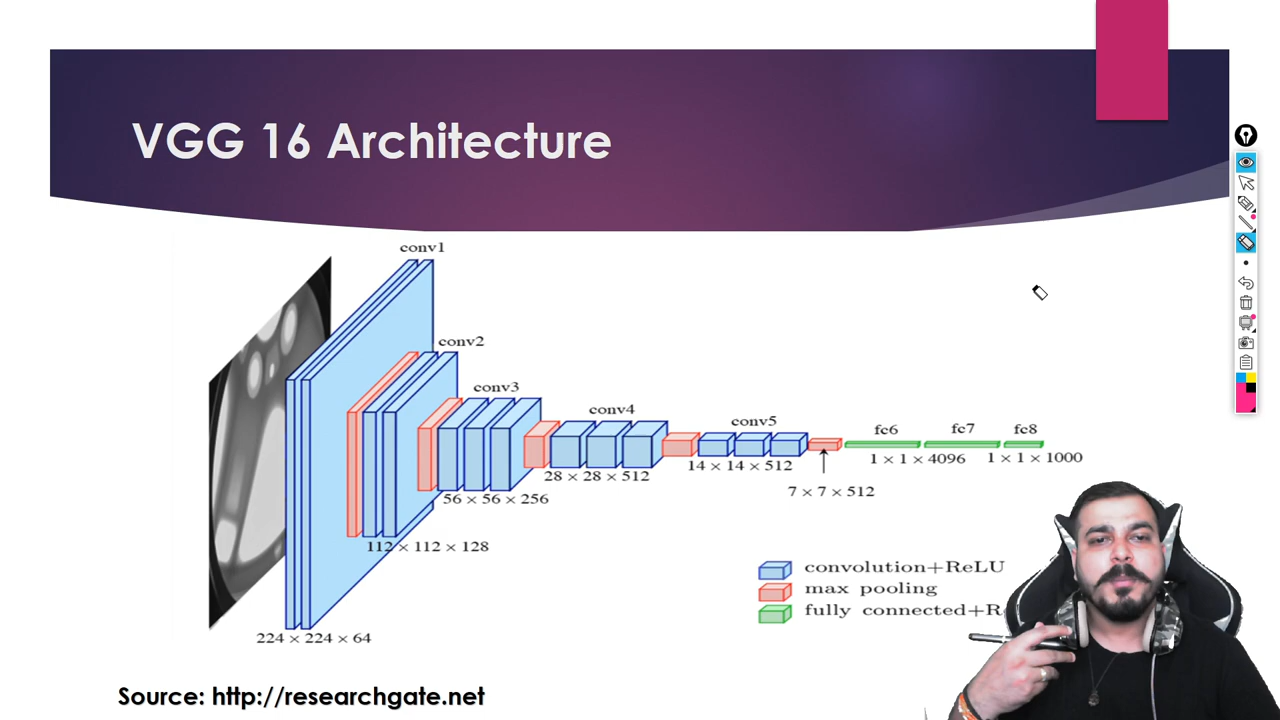 VGG 16 Architecture
conv1
conv2
conv3
conv4
conv5
fc6
fc7
fc8
1 × 1 × 4096
1 × 1 × 1000
14 × 14 × 512
28 × 28 × 512
7 × 7 × 512
56 × 56 × 256
112 × 112 × 128
224 × 224 × 64
convolution+ReLU
max pooling
fully connected+R
Source: http://researchgate.net